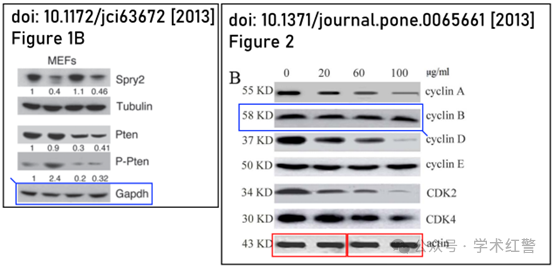 doi: 10.1172/jci63672 [2013]
Figure 1B
MEFs
Spry2
1 0.4 1.1 0.46
Tubulin
Pten
1 0.9 0.3 0.41
P-Pten
1 2.4 0.2 0.32
Gapdh
doi: 10.1371/journal.pone.0065661 [2013]
Figure 2
B
0 20 60 100 μg/ml
55 KD cyclin A
58 KD cyclin B
37 KD cyclin D
50 KD cyclin E
34 KD CDK2
30 KD CDK4
43 KD actin
公众号 · 学术红警